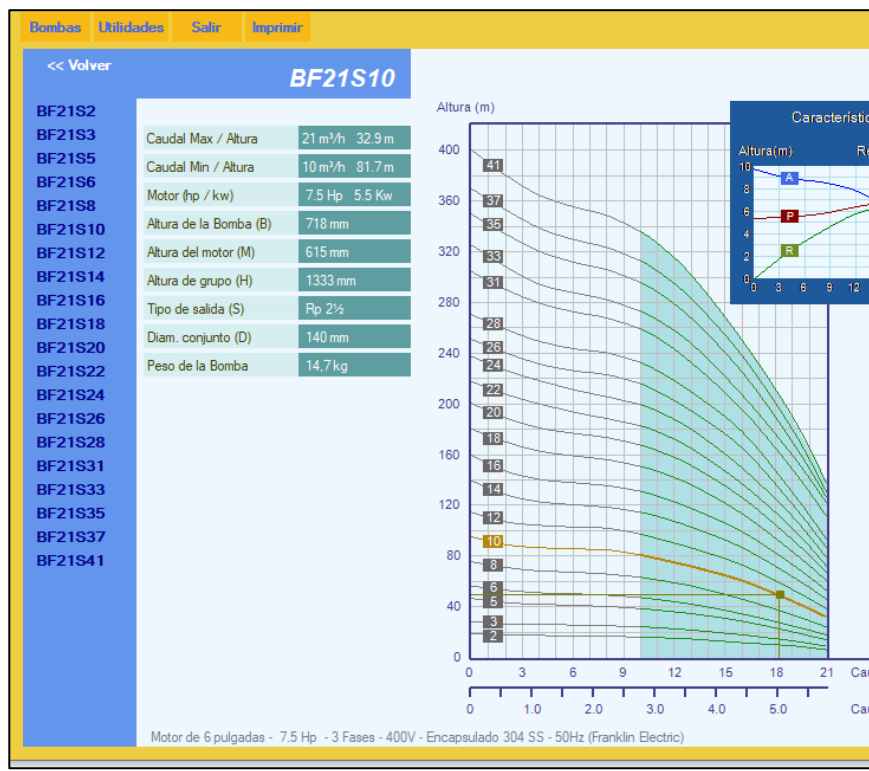 Bombas Utilidades Salir Imprimir
<< Volver
BF21S10
BF21S2
BF21S3
BF21S5
BF21S6
BF21S8
BF21S10
BF21S12
BF21S14
BF21S16
BF21S18
BF21S20
BF21S22
BF21S24
BF21S26
BF21S28
BF21S31
BF21S33
BF21S35
BF21S37
BF21S41
Caudal Max / Altura 21 m³/h 32.9 m
Caudal Min / Altura 10 m³/h 81.7 m
Motor (hp / kw) 7.5 Hp 5.5 Kw
Altura de la Bomba (B) 718 mm
Altura del motor (M) 615 mm
Altura de grupo (H) 1333 mm
Tipo de salida (S) Rp 2½
Diam. conjunto (D) 140 mm
Peso de la Bomba 14,7 kg
Altura (m)
400
360
320
280
240
200
160
120
80
40
0
41
37
35
33
31
28
26
24
22
20
18
16
14
12
10
8
6
5
3
2
0 3 6 9 12 15 18 21 Cau
0 1.0 2.0 3.0 4.0 5.0 Cau
Característic
Altura(m) Re
10
8
6
4
2
0
A
P
R
0 3 6 9 12
Motor de 6 pulgadas - 7.5 Hp - 3 Fases - 400V - Encapsulado 304 SS - 50Hz (Franklin Electric)